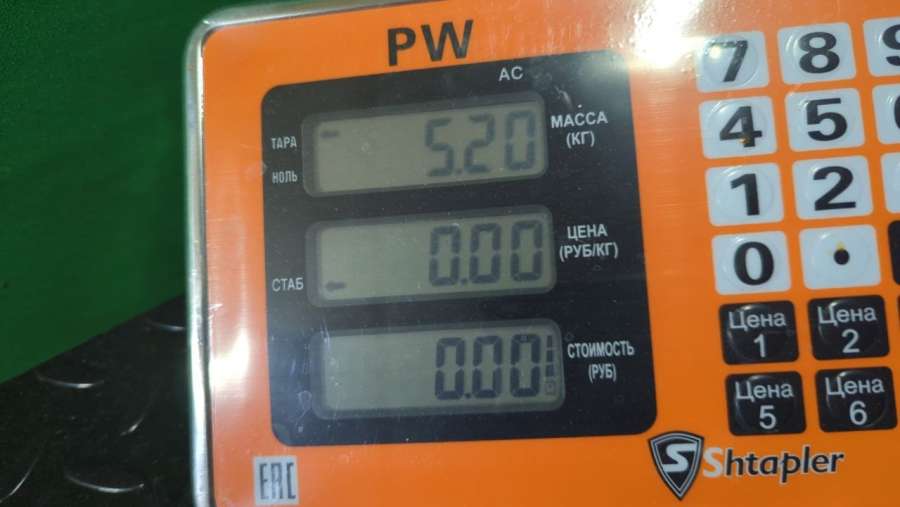 PW
AC
ТАРА
5.20
МАССА
(КГ)
НОЛЬ
0.00
ЦЕНА
(РУБ/КГ)
СТАБ
0.00
СТОИМОСТЬ
(РУБ)
7 8 9
4 5
1 2
0 .
Цена 1
Цена 2
Цена 5
Цена 6
EAC
S Shtapler